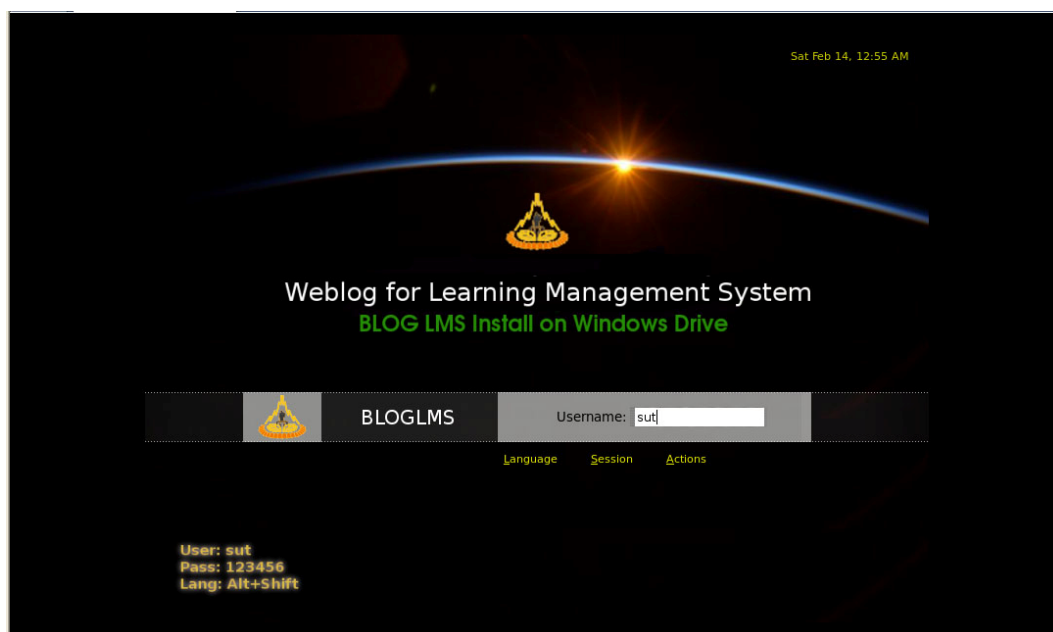 Sat Feb 14, 12:55 AM
Weblog for Learning Management System
BLOG LMS Install on Windows Drive
BLOGLMS
Username: sut
Language Session Actions
User: sut
Pass: 123456
Lang: Alt+Shift